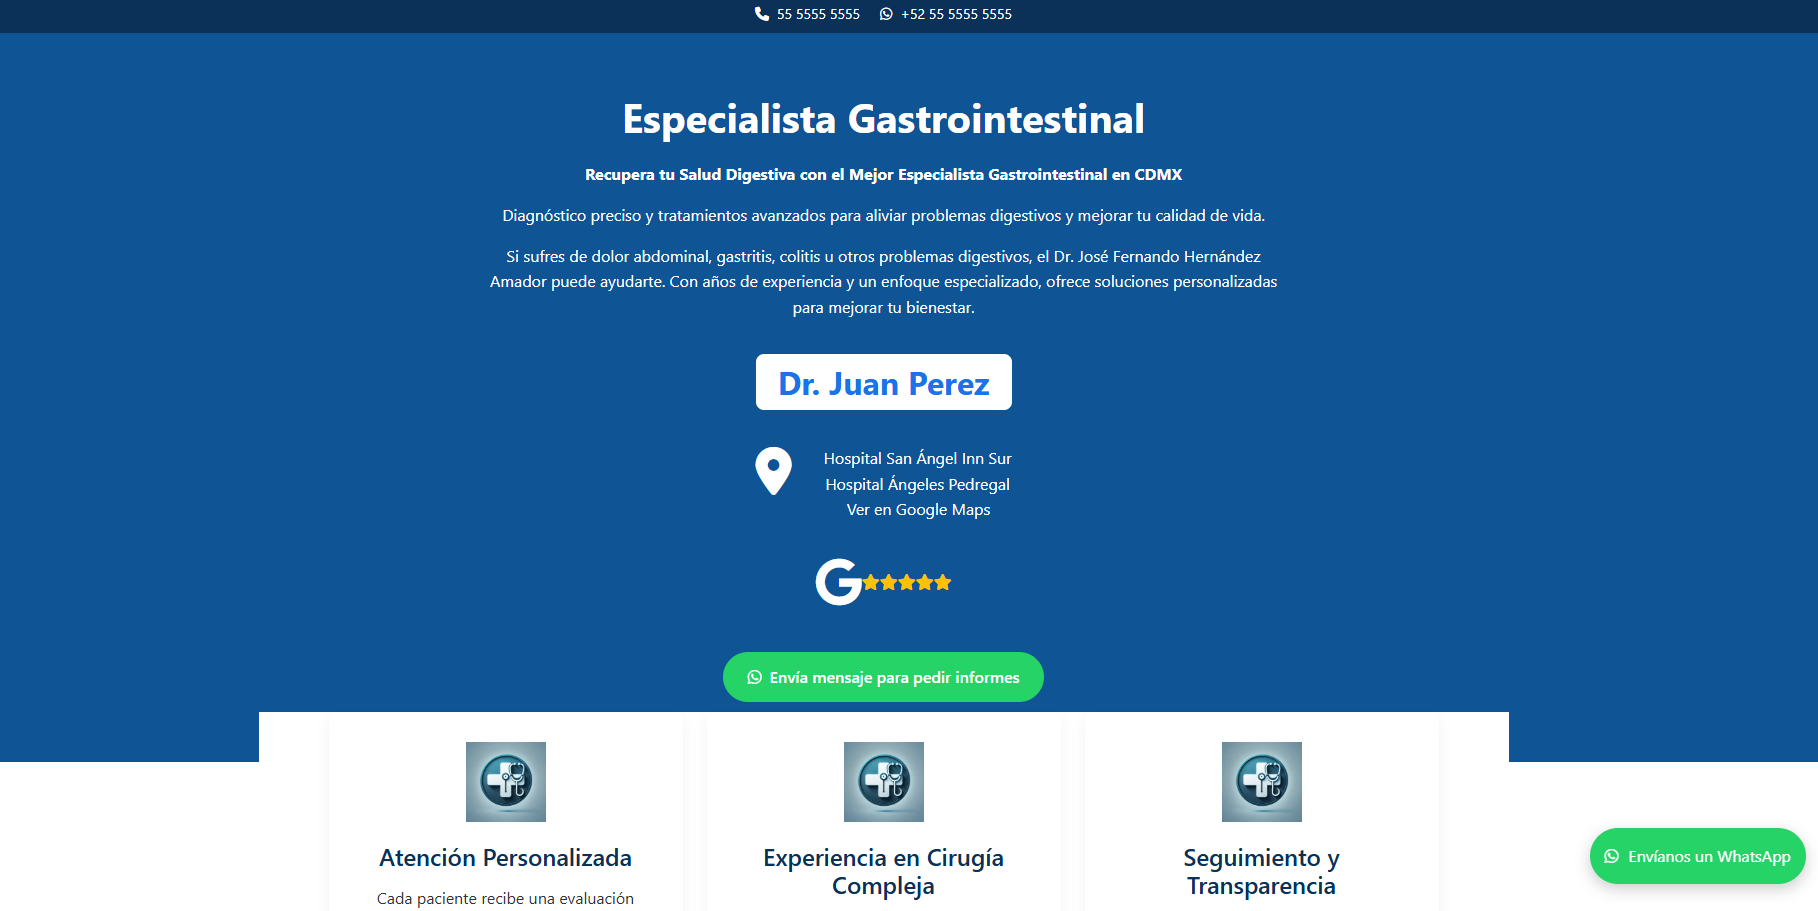 55 5555 5555 +52 55 5555 5555
Especialista Gastrointestinal
Recupera tu Salud Digestiva con el Mejor Especialista Gastrointestinal en CDMX
Diagnóstico preciso y tratamientos avanzados para aliviar problemas digestivos y mejorar tu calidad de vida.
Si sufres de dolor abdominal, gastritis, colitis u otros problemas digestivos, el Dr. José Fernando Hernández
Amador puede ayudarte. Con años de experiencia y un enfoque especializado, ofrece soluciones personalizadas
para mejorar tu bienestar.
Dr. Juan Perez
Hospital San Ángel Inn Sur
Hospital Ángeles Pedregal
Ver en Google Maps
G
Envía mensaje para pedir informes
Atención Personalizada
Cada paciente recibe una evaluación
Experiencia en Cirugía
Compleja
Seguimiento y
Transparencia
Envíanos un WhatsApp